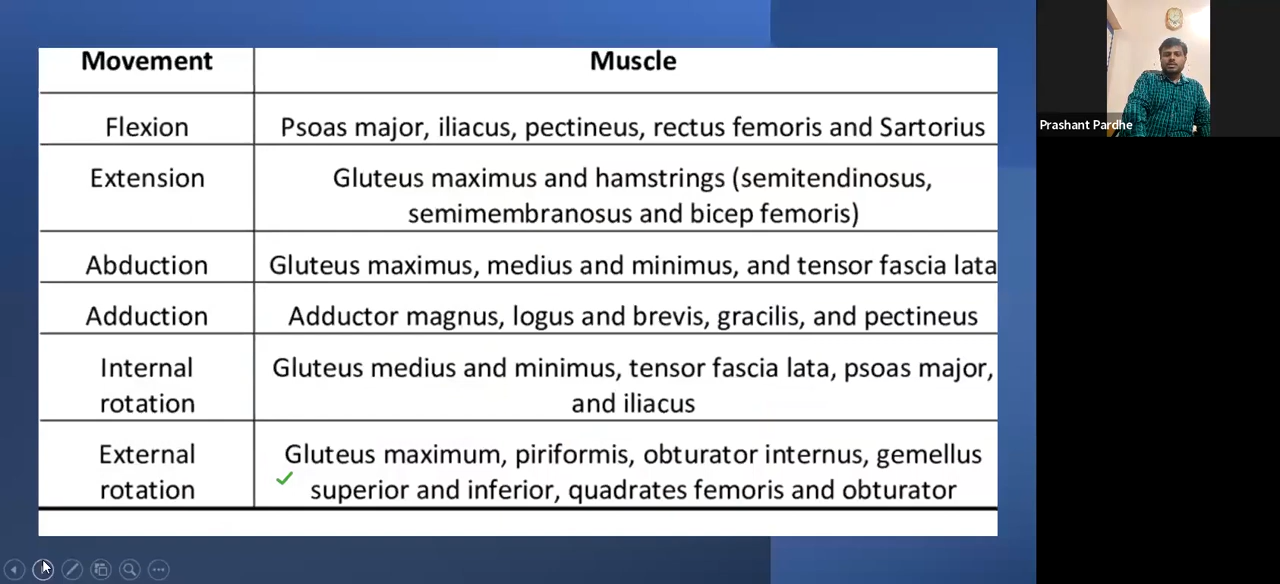 Movement Muscle
Flexion Psoas major, iliacus, pectineus, rectus femoris and Sartorius
Extension Gluteus maximus and hamstrings (semitendinosus,
semimembranosus and bicep femoris)
Abduction Gluteus maximus, medius and minimus, and tensor fascia lata
Adduction Adductor magnus, logus and brevis, gracilis, and pectineus
Internal Gluteus medius and minimus, tensor fascia lata, psoas major,
rotation and iliacus
External Gluteus maximum, piriformis, obturator internus, gemellus
rotation superior and inferior, quadrates femoris and obturator
Prashant Pardhe